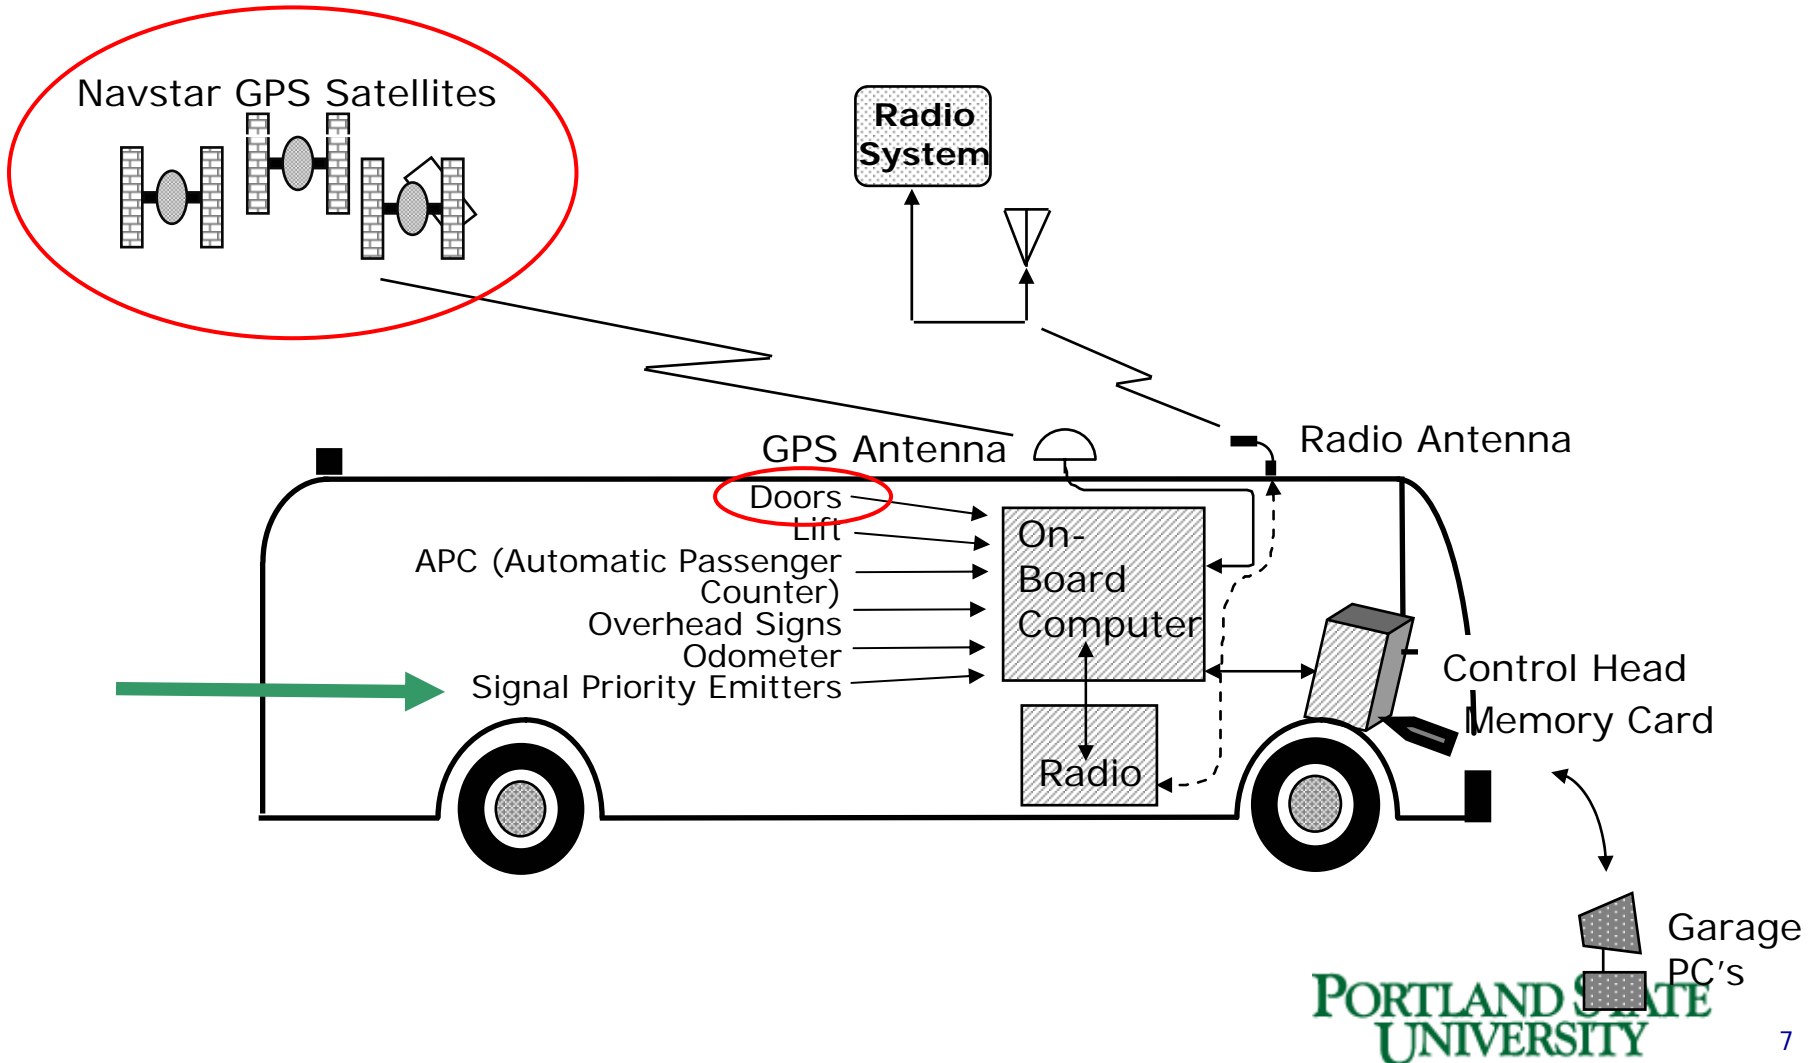 Navstar GPS Satellites
Radio
System
GPS Antenna
Radio Antenna
Doors
Lift
APC (Automatic Passenger
Counter)
Overhead Signs
Odometer
Signal Priority Emitters
On-
Board
Computer
Radio
Control Head
Memory Card
Garage
PC's
PORTLAND STATE
UNIVERSITY
7